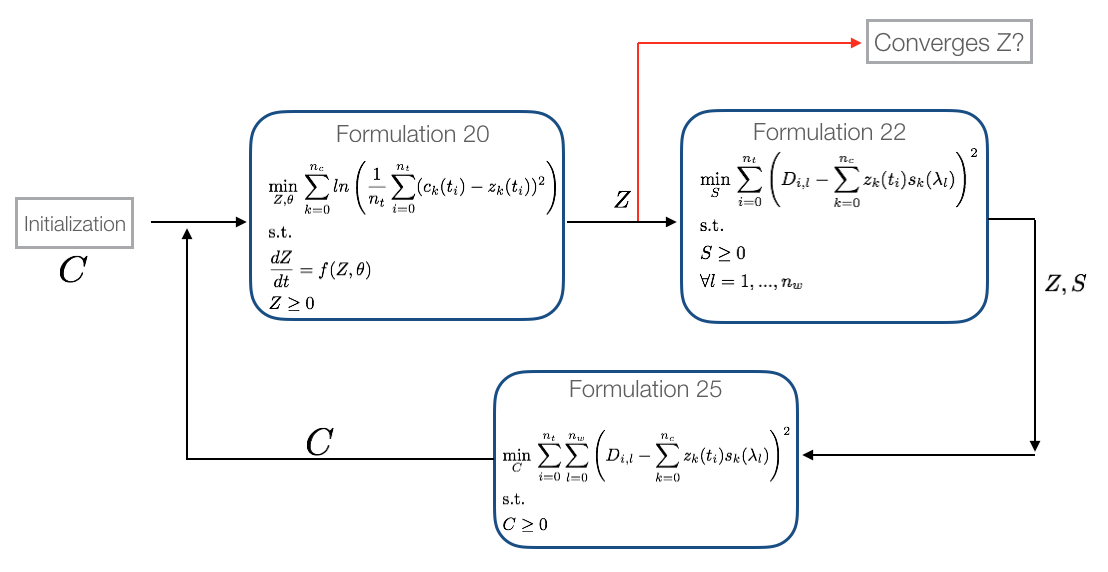 Converges Z?
Formulation 20
\min_{Z,\theta} \sum_{k=0}^{n_c} ln \left( \frac{1}{n_t} \sum_{i=0}^{n_t} (c_k(t_i) - z_k(t_i))^2 \right)
s.t.
\frac{dZ}{dt} = f(Z, \theta)
Z \geq 0
Formulation 22
\min_{S} \sum_{i=0}^{n_t} \left( D_{i,l} - \sum_{k=0}^{n_c} z_k(t_i) s_k(\lambda_l) \right)^2
s.t.
S \geq 0
\forall l = 1, ..., n_w
Initialization
C
Z
Z, S
Formulation 25
\min_{C} \sum_{i=0}^{n_t} \sum_{l=0}^{n_w} \left( D_{i,l} - \sum_{k=0}^{n_c} z_k(t_i) s_k(\lambda_l) \right)^2
s.t.
C \geq 0
C